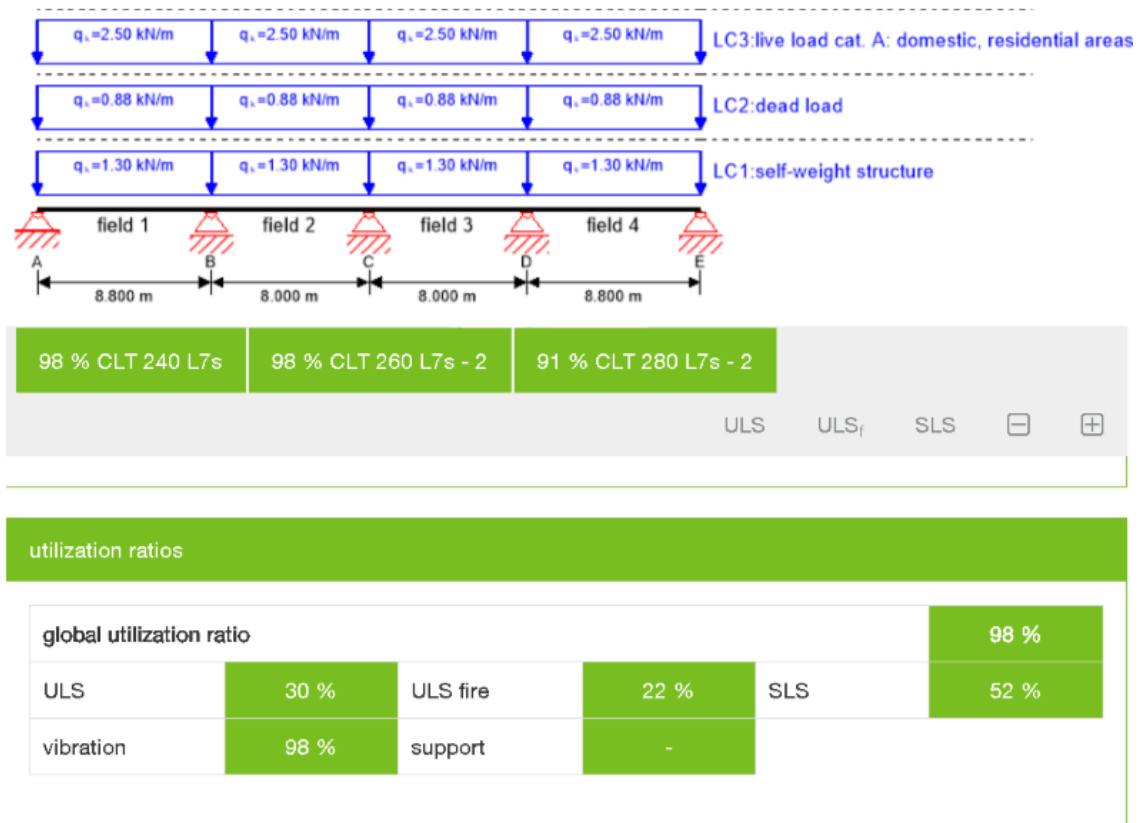 qₖ=2.50 kN/m qₖ=2.50 kN/m qₖ=2.50 kN/m qₖ=2.50 kN/m LC3:live load cat. A: domestic, residential areas
qₖ=0.88 kN/m qₖ=0.88 kN/m qₖ=0.88 kN/m qₖ=0.88 kN/m LC2:dead load
qₖ=1.30 kN/m qₖ=1.30 kN/m qₖ=1.30 kN/m qₖ=1.30 kN/m LC1:self-weight structure
field 1 field 2 field 3 field 4
A B C D E
8.800 m 8.000 m 8.000 m 8.800 m
98 % CLT 240 L7s 98 % CLT 260 L7s - 2 91 % CLT 280 L7s - 2
ULS ULSf SLS
utilization ratios
global utilization ratio 98 %
ULS 30 % ULS fire 22 % SLS 52 %
vibration 98 % support -